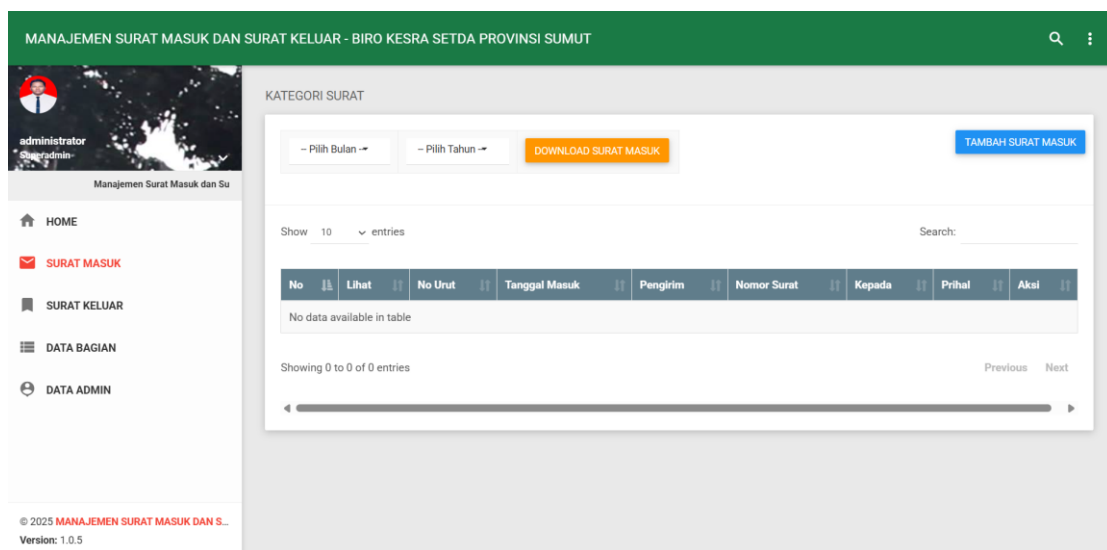 MANAJEMEN SURAT MASUK DAN SURAT KELUAR - BIRO KESRA SETDA PROVINSI SUMUT
administrator
Superadmin
Manajemen Surat Masuk dan Su
HOME
SURAT MASUK
SURAT KELUAR
DATA BAGIAN
DATA ADMIN
© 2025 MANAJEMEN SURAT MASUK DAN S...
Version: 1.0.5
KATEGORI SURAT
-- Pilih Bulan -- -- Pilih Tahun -- DOWNLOAD SURAT MASUK TAMBAH SURAT MASUK
Show 10 entries Search:
No Lihat No Urut Tanggal Masuk Pengirim Nomor Surat Kepada Prihal Aksi
No data available in table
Showing 0 to 0 of 0 entries Previous Next